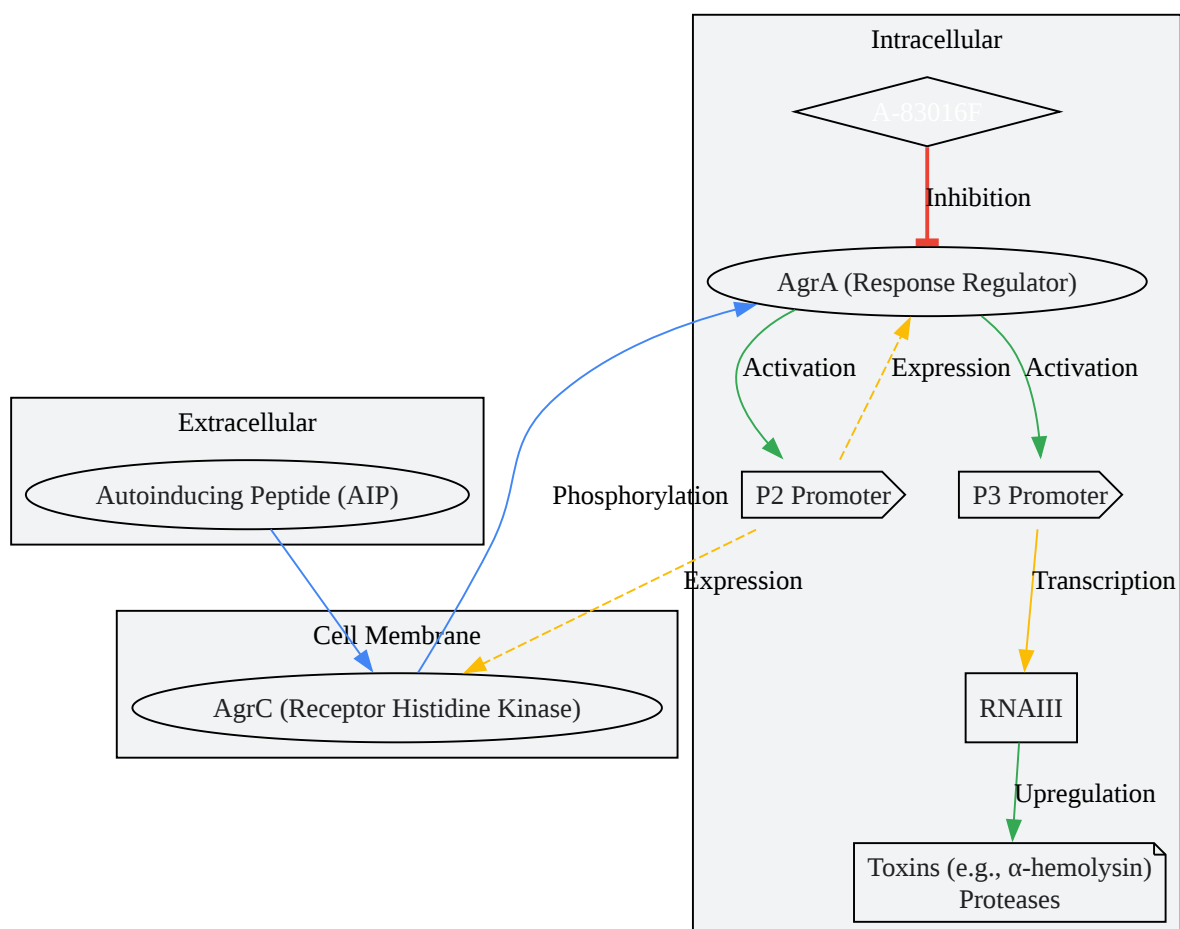 Intracellular
A-83016F
Inhibition
AgrA (Response Regulator)
Activation
Expression
Activation
Extracellular
Autoinducing Peptide (AIP)
Phosphorylation
P2 Promoter
P3 Promoter
Expression
Transcription
Cell Membrane
AgrC (Receptor Histidine Kinase)
RNAIII
Upregulation
Toxins (e.g., α-hemolysin)
Proteases